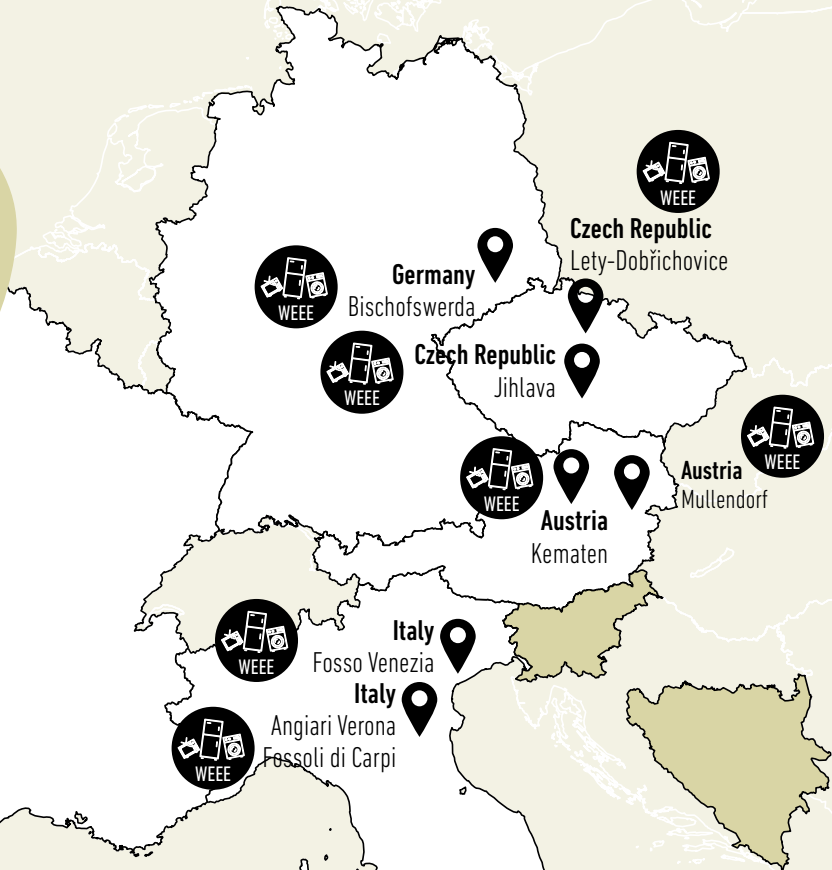 WEEE
Czech Republic
Lety-Dobřichovice
Germany
Bischofswerda
WEEE
Czech Republic
Jihlava
WEEE
WEEE
Austria
Mullendorf
WEEE
Austria
Kematen
WEEE
Italy
Fosso Venezia
Italy
Angiari Verona
Fossoli di Carpi
WEEE